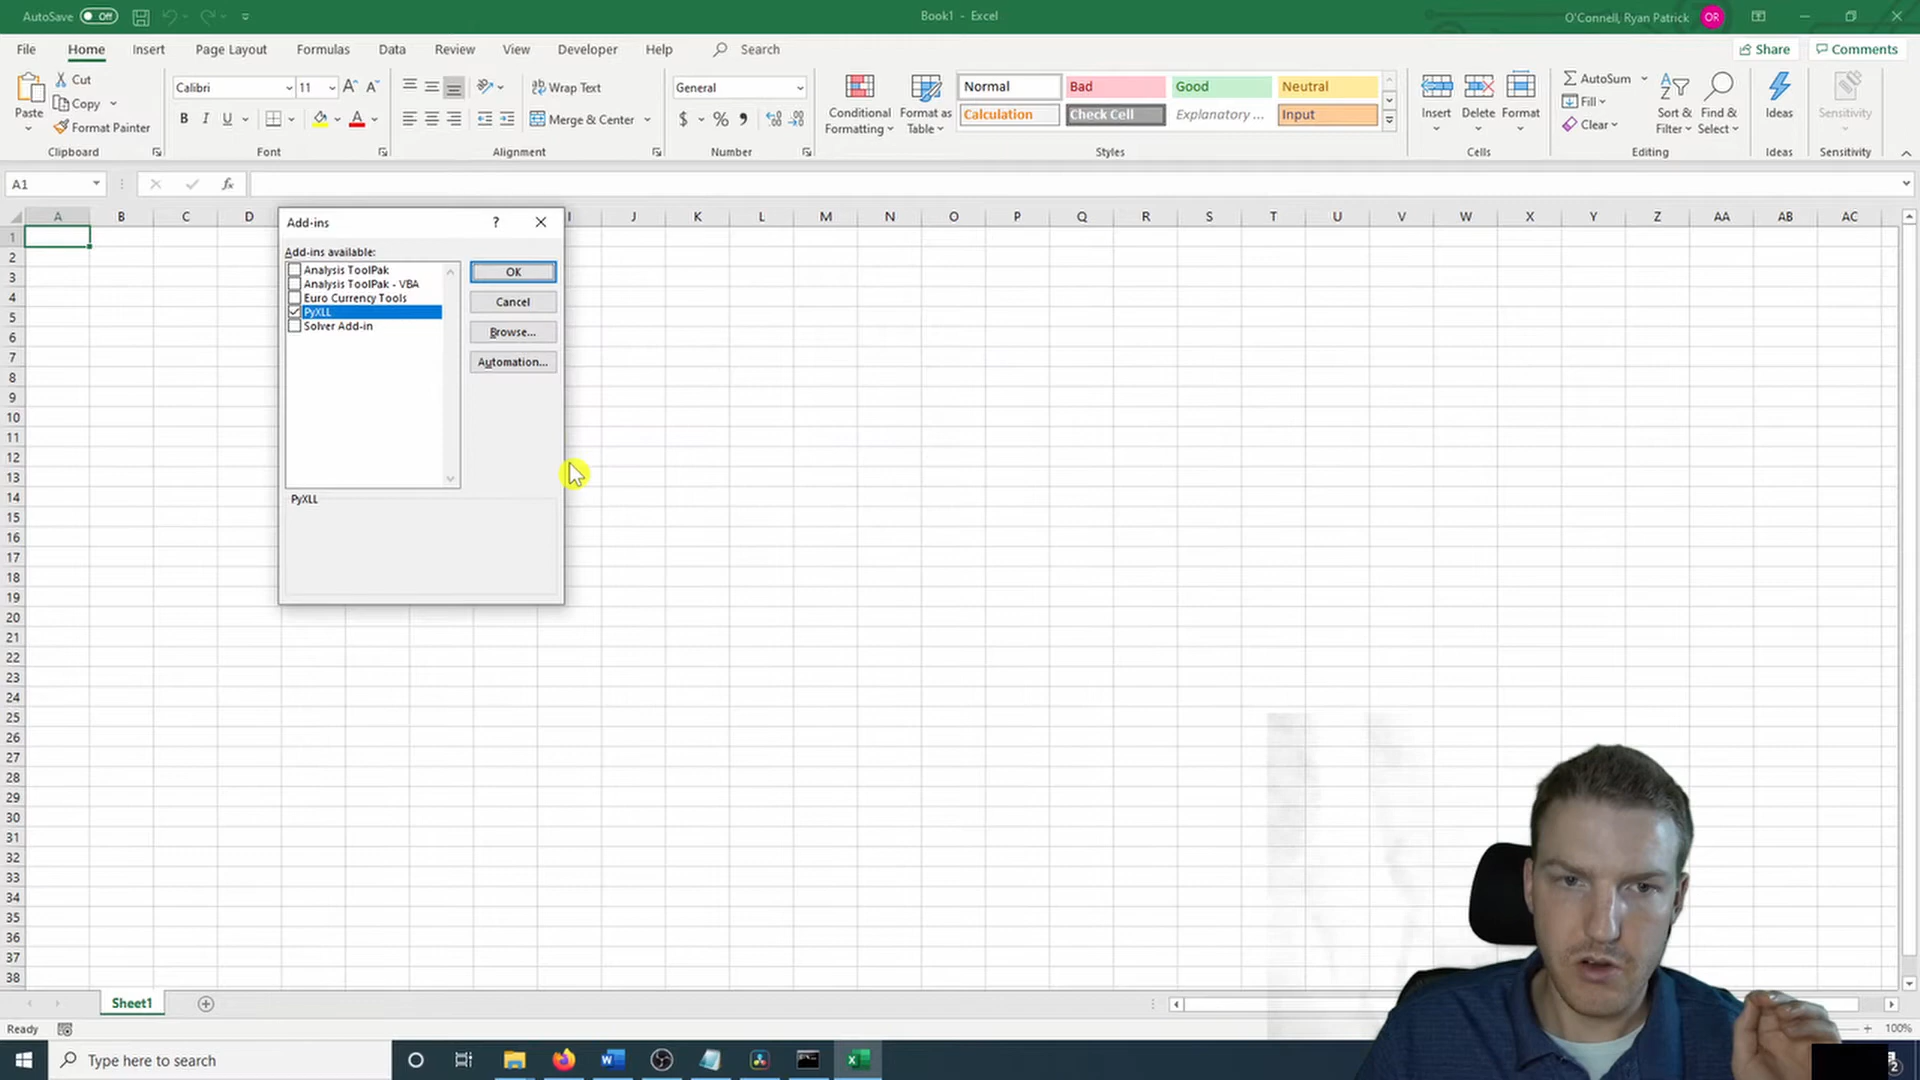 AutoSave Off
Book1 - Excel
O'Connell, Ryan Patrick OR
File Home Insert Page Layout Formulas Data Review View Developer Help Search
Share Comments
Paste
Cut
Copy
Format Painter
Clipboard
Calibri 11
B I U
Font
Wrap Text
Merge & Center
Alignment
General
$ % ,
Number
Conditional Formatting
Format as Table
Normal Bad Good Neutral
Calculation Check Cell Explanatory ... Input
Styles
Insert Delete Format
Cells
AutoSum
Fill
Clear
Sort & Filter
Find & Select
Editing
Ideas
Ideas
Sensitivity
Sensitivity
A1
fx
A B C D I J K L M N O P Q R S T U V W X Y Z AA AB AC
1
2
3
4
5
6
7
8
9
10
11
12
13
14
15
16
17
18
19
20
21
22
23
24
25
26
27
28
29
30
31
32
33
34
35
36
37
38
Add-ins ?
Add-ins available:
Analysis ToolPak
Analysis ToolPak - VBA
Euro Currency Tools
PyXLL
Solver Add-in
OK
Cancel
Browse...
Automation...
PyXLL
Sheet1
Ready
100%
Type here to search
2